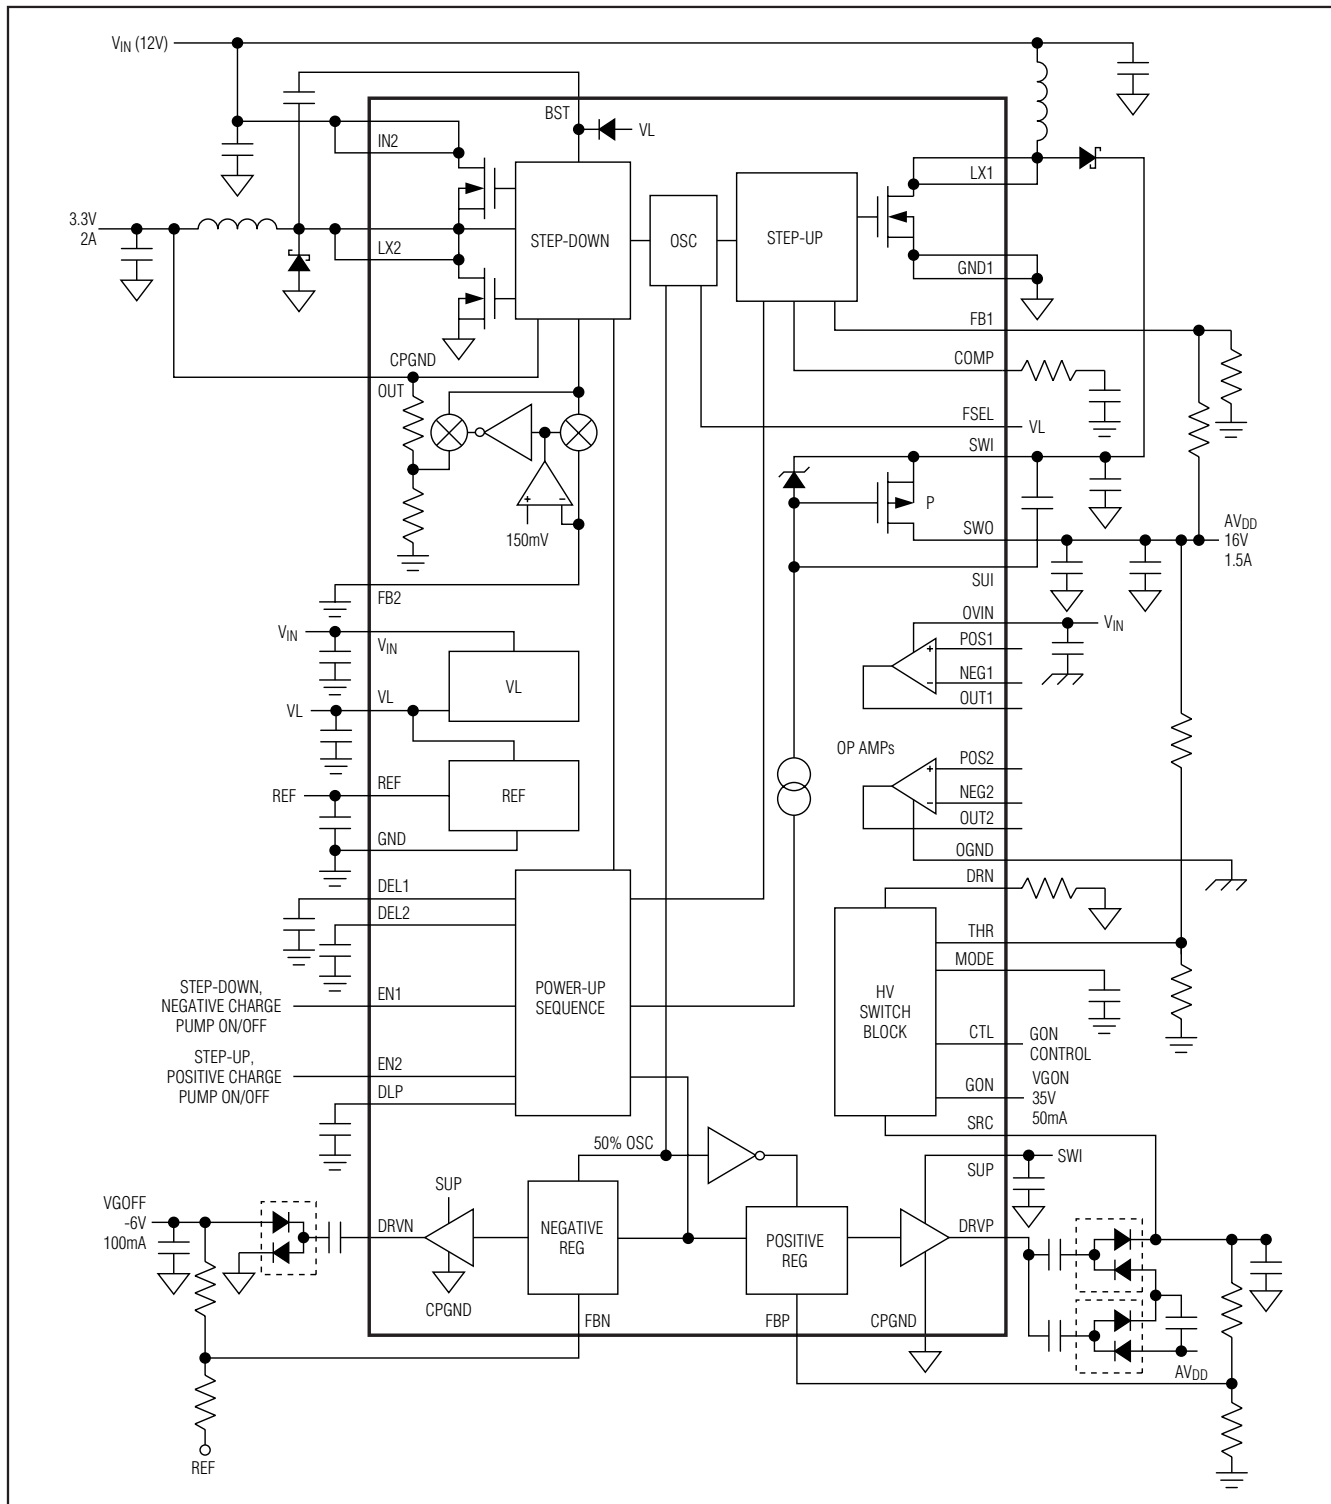 VIN (12V)
BST
VL
IN2
LX1
3.3V
2A
STEP-DOWN
OSC
STEP-UP
LX2
GND1
FB1
CPGND
COMP
OUT
FSEL
VL
SWI
P
150mV
SWO
AVDD
16V
1.5A
SUI
FB2
OVIN
VIN
VIN
VIN
POS1
NEG1
VL
VL
VL
OUT1
OP AMPs
POS2
REF
REF
REF
NEG2
OUT2
GND
OGND
DRN
DEL1
DEL2
THR
MODE
STEP-DOWN,
NEGATIVE CHARGE
PUMP ON/OFF
EN1
POWER-UP
SEQUENCE
HV
SWITCH
BLOCK
CTL
GON
CONTROL
STEP-UP,
POSITIVE CHARGE
PUMP ON/OFF
EN2
DLP
GON
VGON
35V
50mA
SRC
50% OSC
SUP
SWI
VGOFF
-6V
100mA
SUP
DRVN
NEGATIVE
REG
POSITIVE
REG
DRVP
CPGND
FBN
FBP
CPGND
AVDD
REF